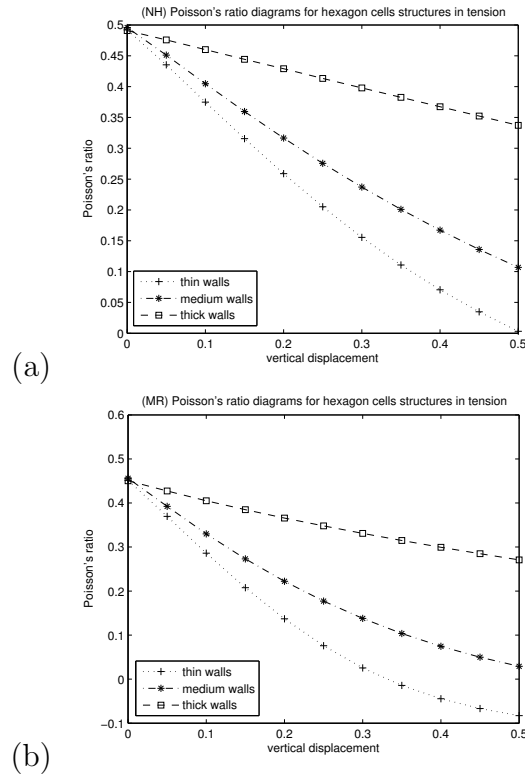 (NH) Poisson's ratio diagrams for hexagon cells structures in tension
0.5
0.45
0.4
0.35
0.3
0.25
0.2
0.15
0.1
0.05
0
Poisson's ratio
thin walls
medium walls
thick walls
0 0.1 0.2 0.3 0.4 0.5
vertical displacement
(a)
(MR) Poisson's ratio diagrams for hexagon cells structures in tension
0.6
0.5
0.4
0.3
0.2
0.1
0
−0.1
Poisson's ratio
thin walls
medium walls
thick walls
0 0.1 0.2 0.3 0.4 0.5
vertical displacement
(b)